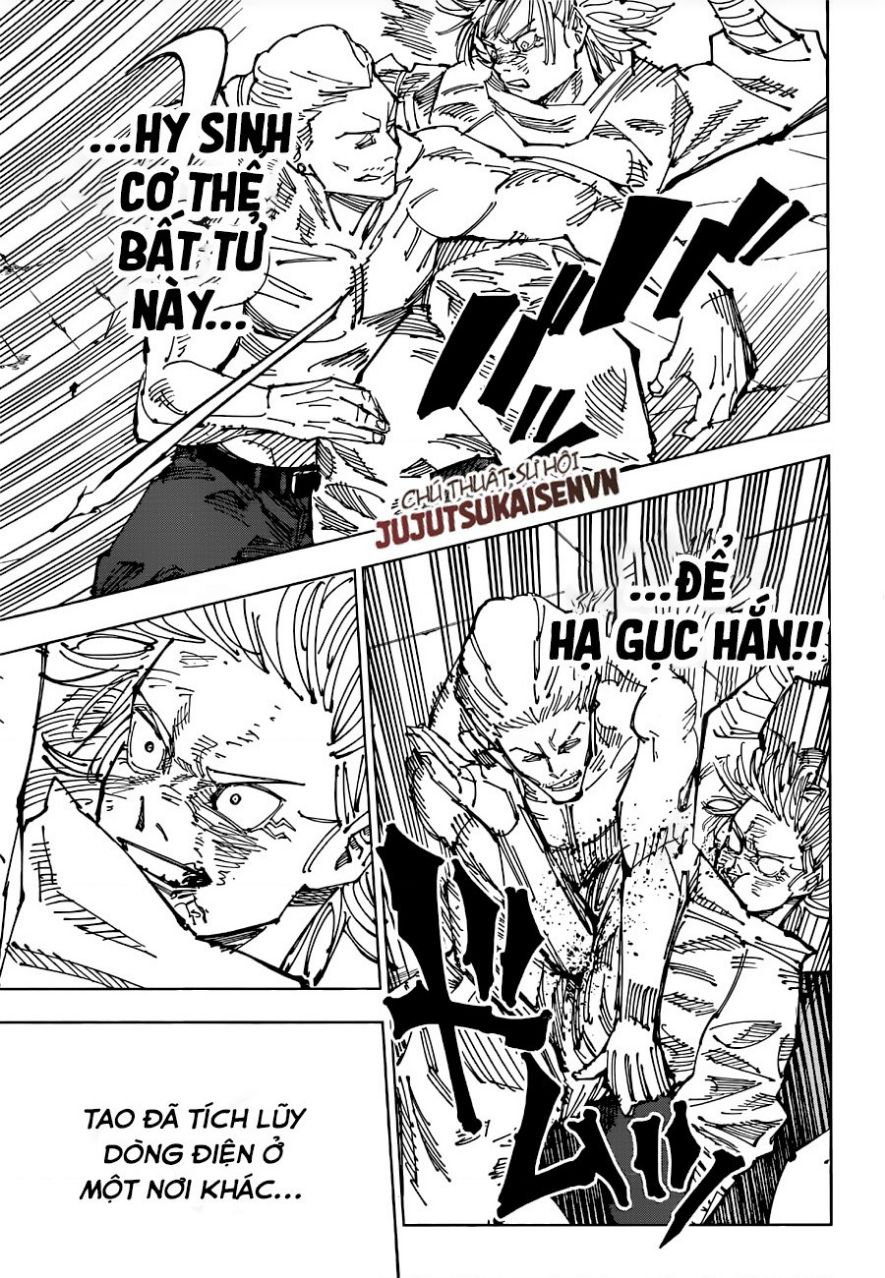 ...HY SINH
CƠ THỂ
BẤT TỬ
NÀY...
CHÚ THUẬT SƯ HỒI
JUJUTSUKAISENVN
...ĐỂ
HẠ GỤC HẮN!!
TAO ĐÃ TÍCH LŨY
DÒNG ĐIỆN Ở
MỘT NƠI KHÁC...